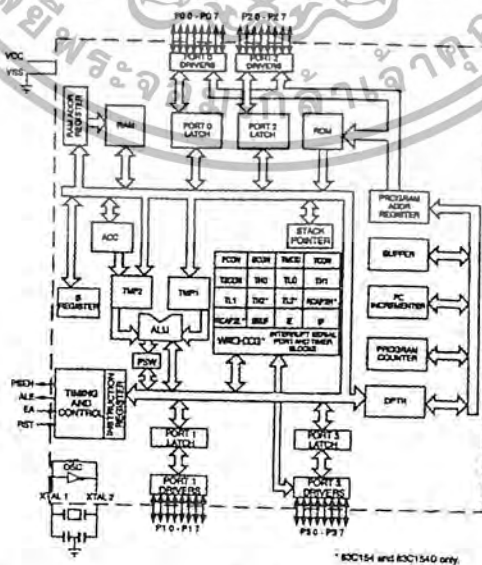 P0 0 - P0 7
P2 0 - P2 7
VCC
VSS
PORT 0
DRIVERS
PORT 2
DRIVERS
RAM ADDR
REGISTER
RAM
PORT 0
LATCH
PORT 2
LATCH
ROM
PROGRAM
ADDR
REGISTER
ACC
STACK
POINTER
BUFFER
B
REGISTER
TMP2
TMP1
PCON
SCON
TMOD
TCON
T2CON
TH0
TL0
TH1
TL1
TH2*
TL2*
RCAP2H*
RCAP2L*
SBUF
IE
IP
INTERRUPT SERIAL
PORT AND TIMER
BLOCKS
PC
INCREMENTER
ALU
PSW
PROGRAM
COUNTER
PSEN
ALE
EA
RST
TIMING
AND
CONTROL
INSTRUCTION
REGISTER
DPTR
PORT 1
LATCH
PORT 3
LATCH
OSC
XTAL 1
XTAL 2
PORT 1
DRIVERS
PORT 3
DRIVERS
P1 0 - P1 7
P3 0 - P3 7
* 83C154 and 83C154D only.